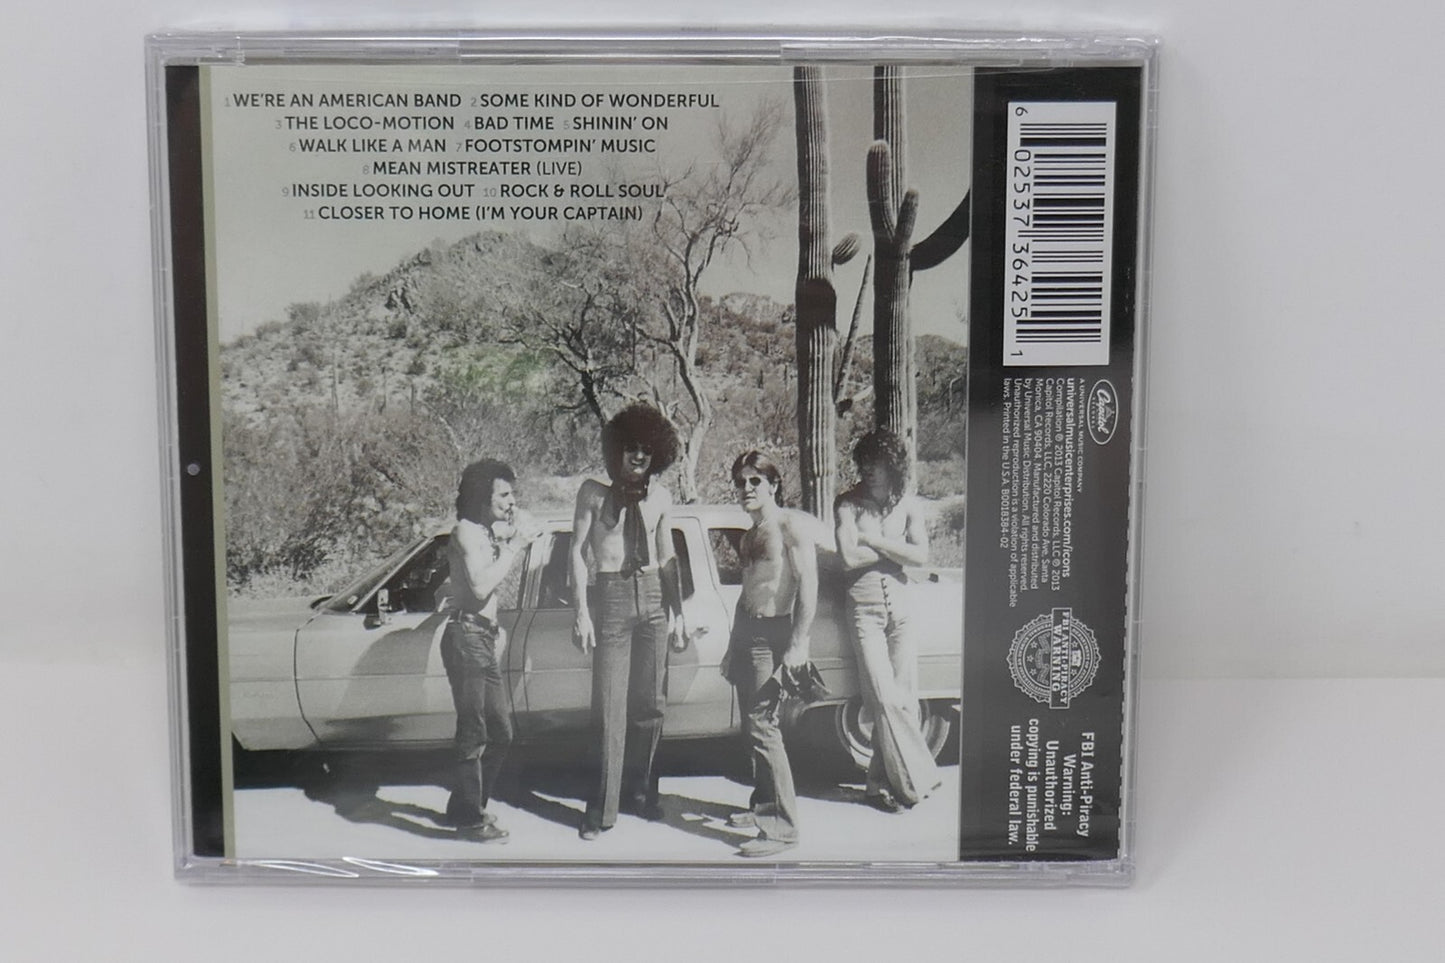 1 WE'RE AN AMERICAN BAND 2 SOME KIND OF WONDERFUL
3 THE LOCO-MOTION 4 BAD TIME 5 SHININ' ON
6 WALK LIKE A MAN 7 FOOTSTOMPIN' MUSIC
8 MEAN MISTREATER (LIVE)
9 INSIDE LOOKING OUT 10 ROCK & ROLL SOUL
11 CLOSER TO HOME (I'M YOUR CAPTAIN)
6 02537 36425 1
Capitol
RECORDS
A UNIVERSAL MUSIC COMPANY
universalmusicenterprises.com/icons
Compilation ℗ 2013 Capitol Records, LLC © 2013
Capitol Records, LLC, 2220 Colorado Ave, Santa
Monica, CA 90404. Manufactured and distributed
by Universal Music Distribution. All rights reserved.
Unauthorized reproduction is a violation of applicable
laws. Printed in the U.S.A. B0018384-02
FBI ANTI-PIRACY
WARNING
FBI Anti-Piracy
Warning:
Unauthorized
copying is punishable
under federal law.